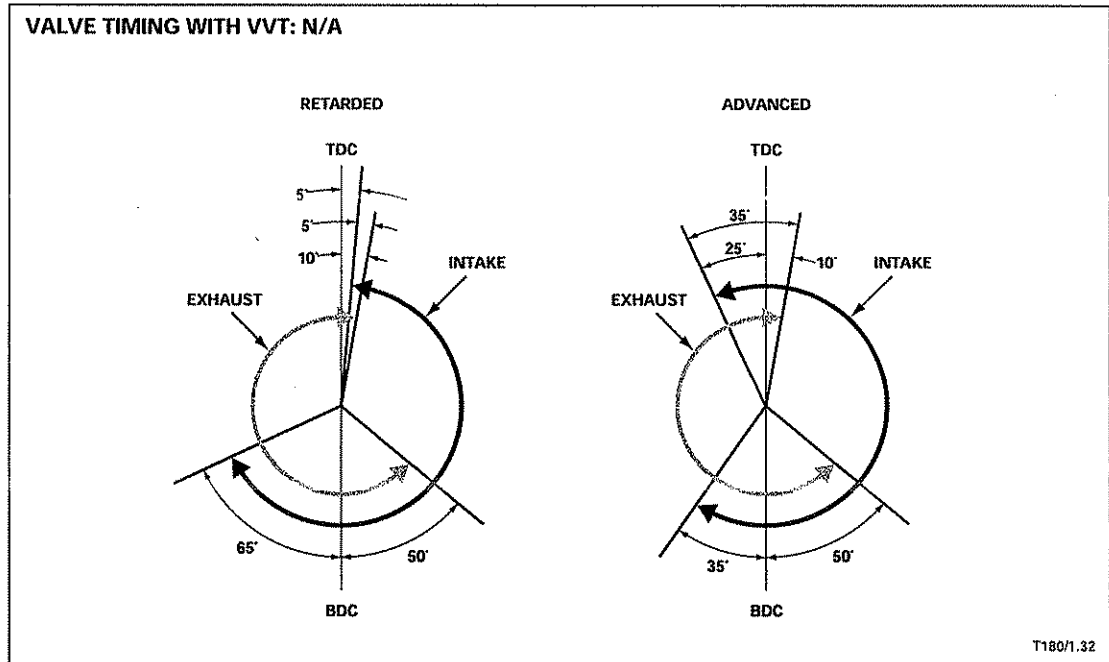 VALVE TIMING WITH VVT: N/A
RETARDED
TDC
5°
5°
10°
INTAKE
EXHAUST
65°
50°
BDC
ADVANCED
TDC
35°
25°
10°
INTAKE
EXHAUST
35°
50°
BDC
T180/1.32